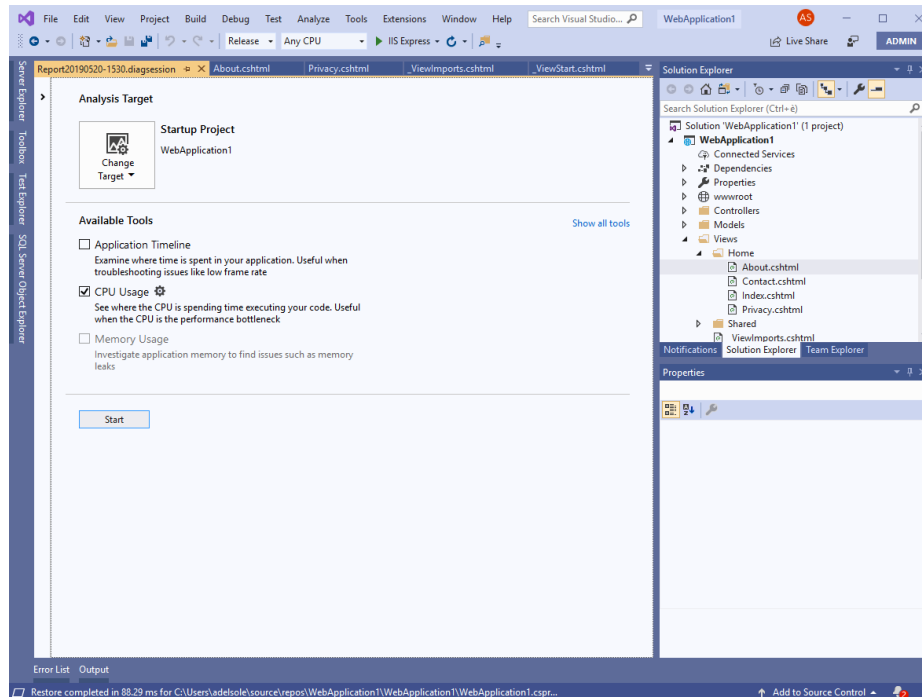 File Edit View Project Build Debug Test Analyze Tools Extensions Window Help Search Visual Studio... WebApplication1 AS
Release Any CPU IIS Express Live Share ADMIN
Server Explorer
Toolbox
Test Explorer
SQL Server Object Explorer
Report20190520-1530.diagsession About.cshtml Privacy.cshtml _ViewImports.cshtml _ViewStart.cshtml
Analysis Target
Change
Target
Startup Project
WebApplication1
Available Tools
Show all tools
Application Timeline
Examine where time is spent in your application. Useful when
troubleshooting issues like low frame rate
CPU Usage
See where the CPU is spending time executing your code. Useful
when the CPU is the performance bottleneck
Memory Usage
Investigate application memory to find issues such as memory
leaks
Start
Solution Explorer
Search Solution Explorer (Ctrl+è)
Solution 'WebApplication1' (1 project)
WebApplication1
Connected Services
Dependencies
Properties
wwwroot
Controllers
Models
Views
Home
About.cshtml
Contact.cshtml
Index.cshtml
Privacy.cshtml
Shared
_ViewImports.cshtml
Notifications Solution Explorer Team Explorer
Properties
Error List Output
Restore completed in 88.29 ms for C:\Users\adelsole\source\repos\WebApplication1\WebApplication1\WebApplication1.cspr... Add to Source Control 2